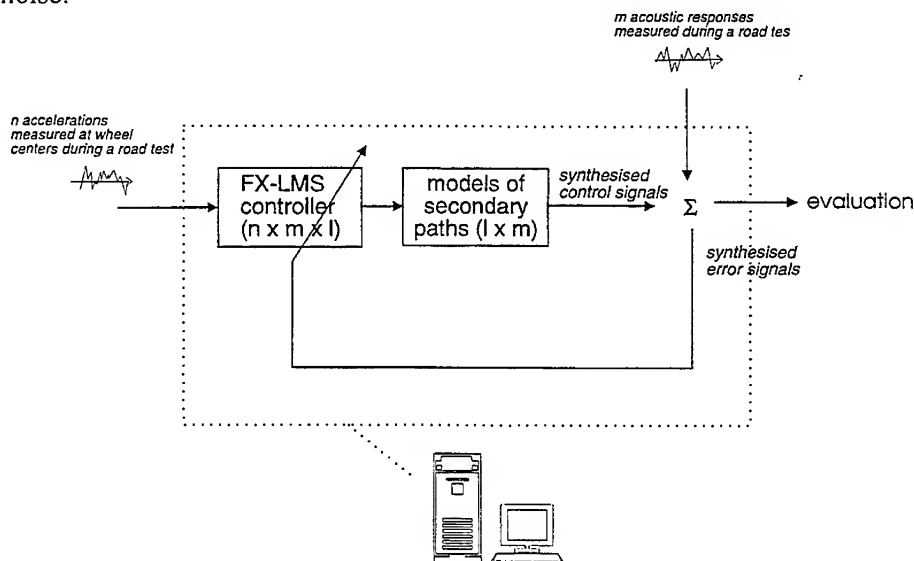 noise.
m acoustic responses
measured during a road tes
n accelerations
measured at wheel
centers during a road test
FX-LMS
controller
(n x m x l)
models of
secondary
paths (l x m)
synthesised
control signals
Σ
evaluation
synthesised
error signals